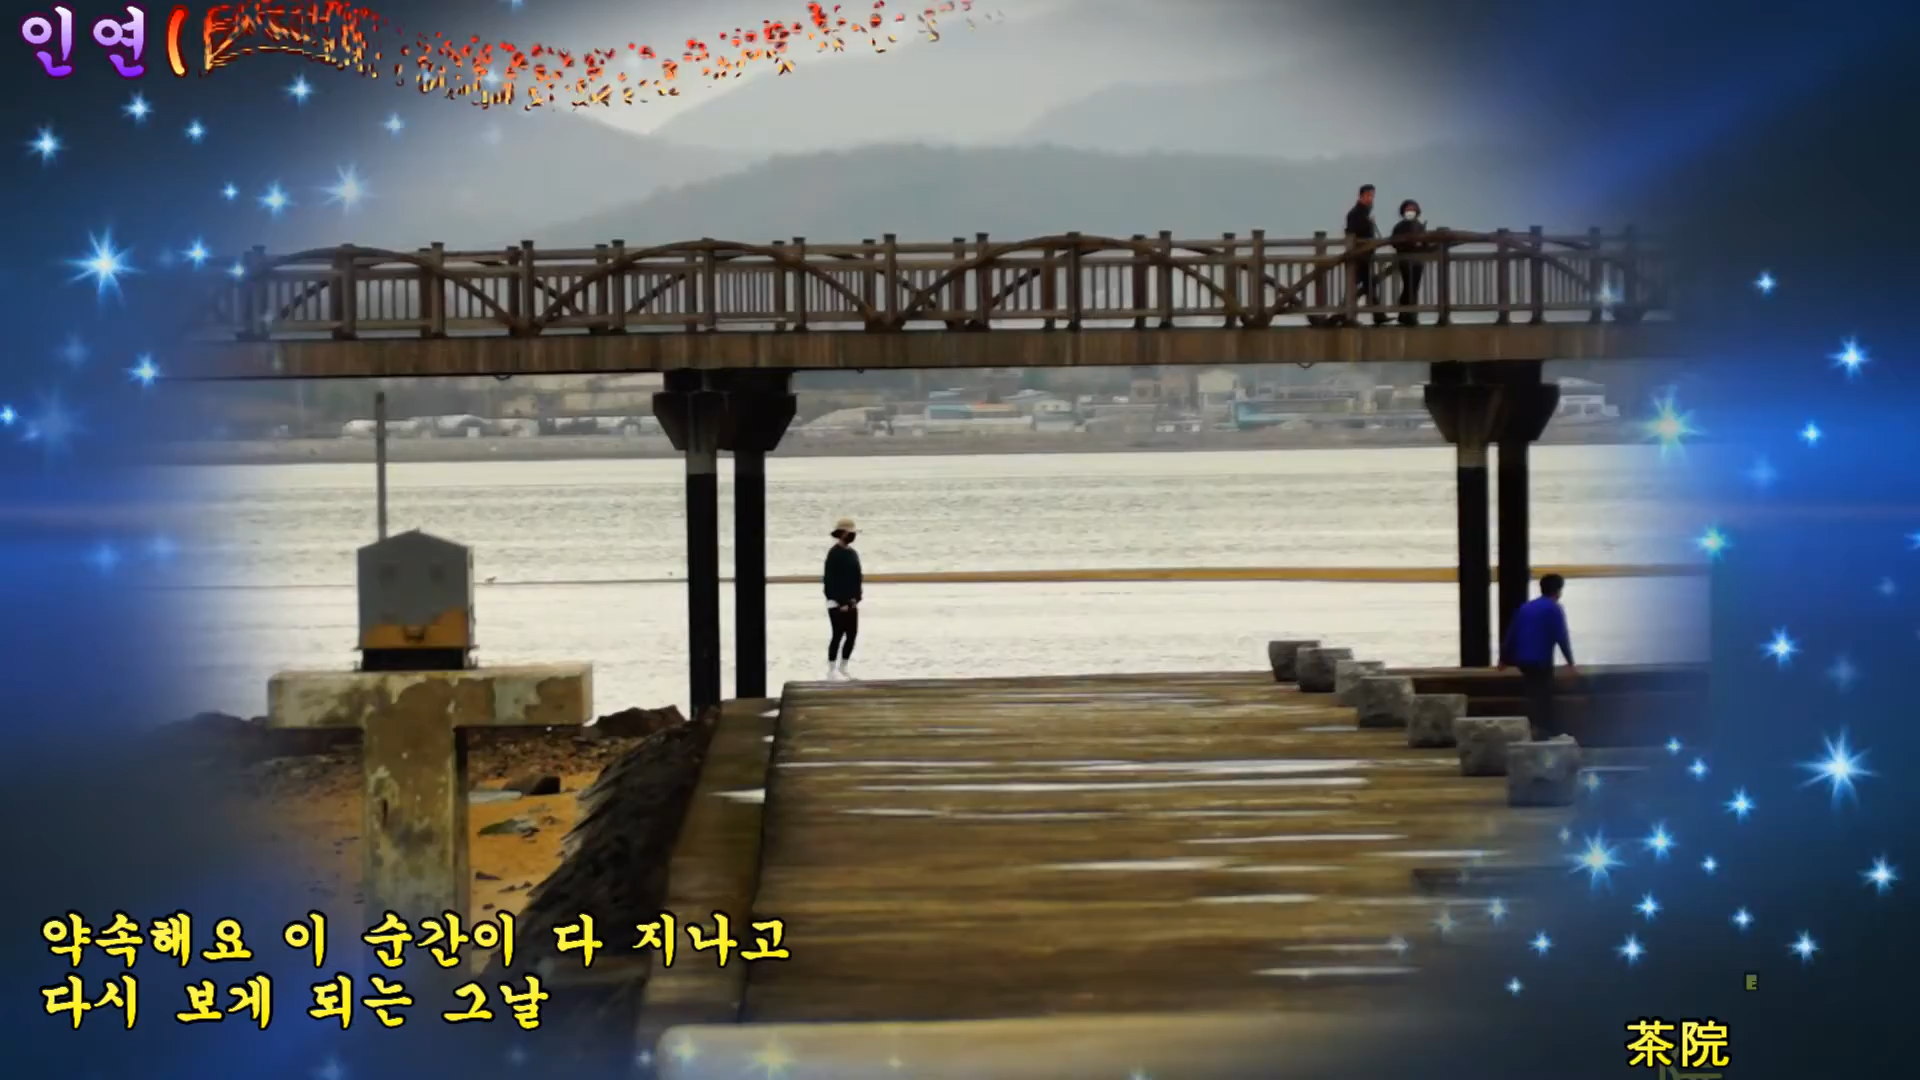 인연(
약속해요 이 순간이 다 지나고
다시 보게 되는 그날
茶院